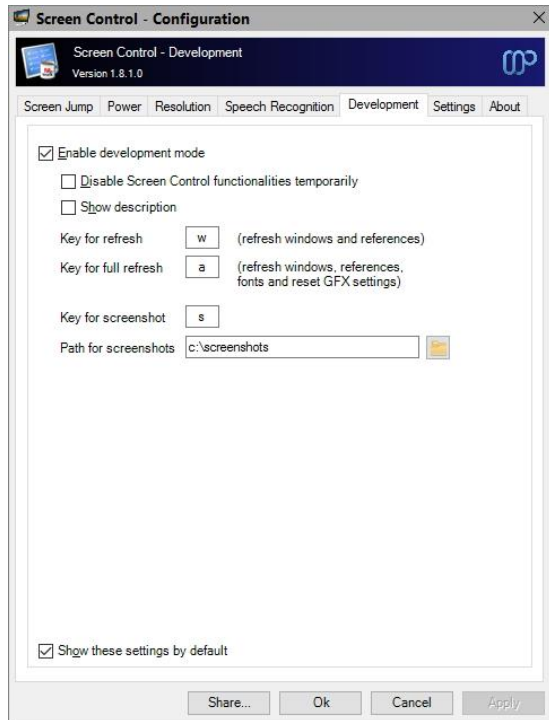 Screen Control - Configuration
Screen Control - Development
Version 1.8.1.0
Screen Jump Power Resolution Speech Recognition Development Settings About
Enable development mode
Disable Screen Control functionalities temporarily
Show description
Key for refresh w (refresh windows and references)
Key for full refresh a (refresh windows, references,
fonts and reset GFX settings)
Key for screenshot s
Path for screenshots c:\screenshots
Show these settings by default
Share... Ok Cancel Apply